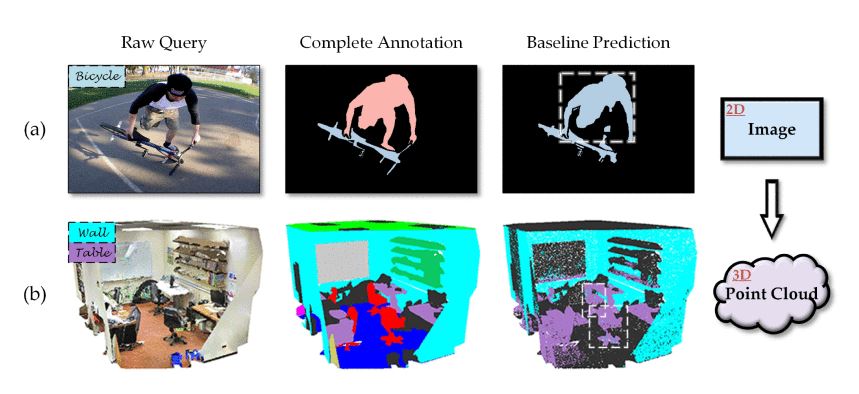 Raw Query
Complete Annotation
Baseline Prediction
(a)
Bicycle
2D
Image
(b)
Wall
Table
3D
Point Cloud